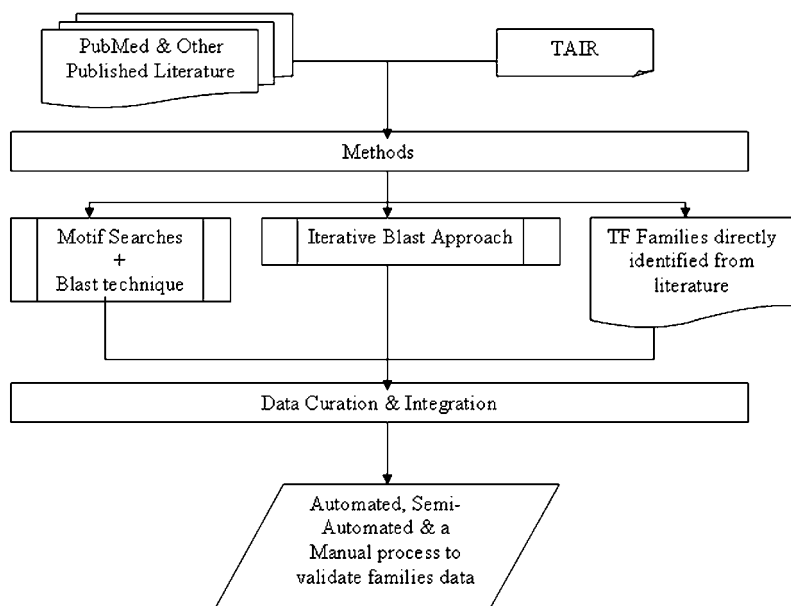 PubMed & Other
Published Literature
TAIR
Methods
Motif Searches
+
Blast technique
Iterative Blast Approach
TF Families directly
identified from
literature
Data Curation & Integration
Automated, Semi-
Automated & a
Manual process to
validate families data